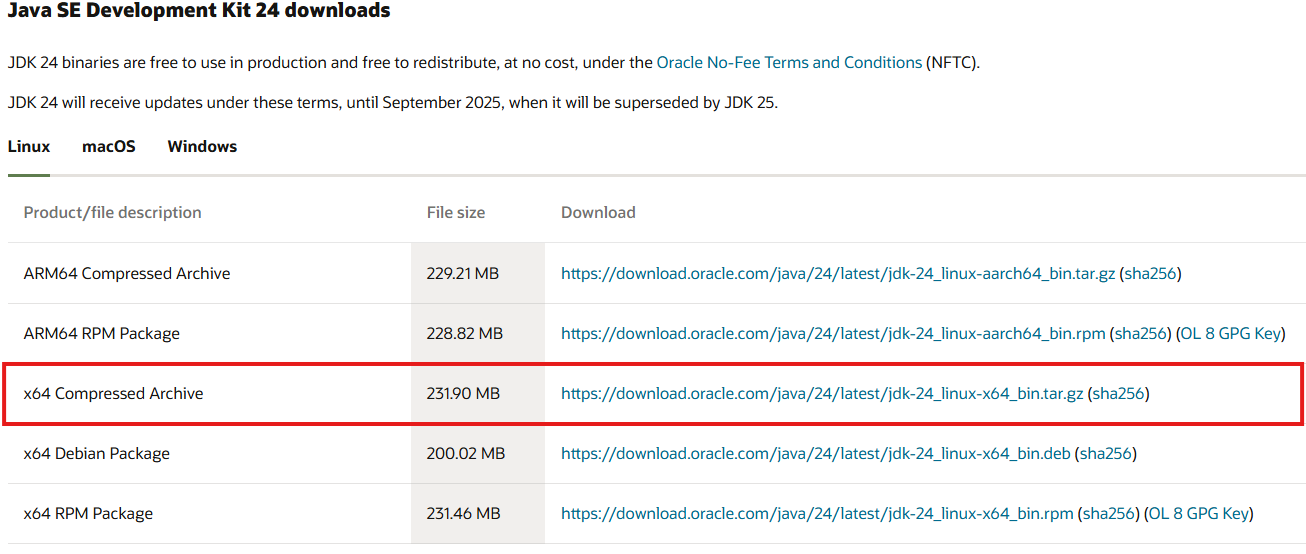 Java SE Development Kit 24 downloads
JDK 24 binaries are free to use in production and free to redistribute, at no cost, under the Oracle No-Fee Terms and Conditions (NFTC).
JDK 24 will receive updates under these terms, until September 2025, when it will be superseded by JDK 25.
Linux macOS Windows
Product/file description File size Download
ARM64 Compressed Archive 229.21 MB https://download.oracle.com/java/24/latest/jdk-24_linux-aarch64_bin.tar.gz (sha256)
ARM64 RPM Package 228.82 MB https://download.oracle.com/java/24/latest/jdk-24_linux-aarch64_bin.rpm (sha256) (OL 8 GPG Key)
x64 Compressed Archive 231.90 MB https://download.oracle.com/java/24/latest/jdk-24_linux-x64_bin.tar.gz (sha256)
x64 Debian Package 200.02 MB https://download.oracle.com/java/24/latest/jdk-24_linux-x64_bin.deb (sha256)
x64 RPM Package 231.46 MB https://download.oracle.com/java/24/latest/jdk-24_linux-x64_bin.rpm (sha256) (OL 8 GPG Key)